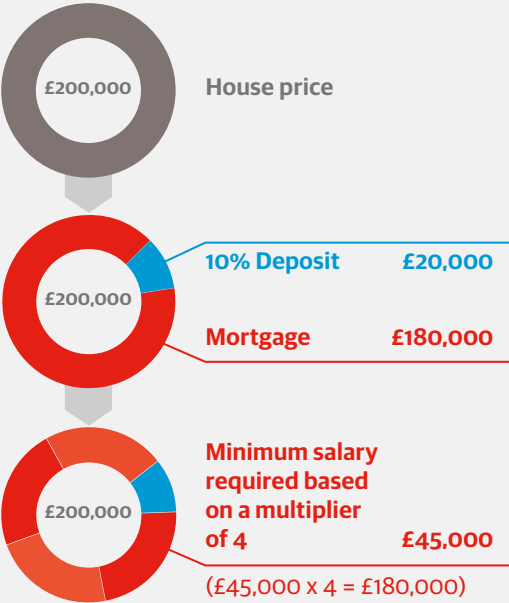 £200,000
House price
£200,000
10% Deposit £20,000
Mortgage £180,000
£200,000
Minimum salary
required based
on a multiplier
of 4 £45,000
(£45,000 x 4 = £180,000)